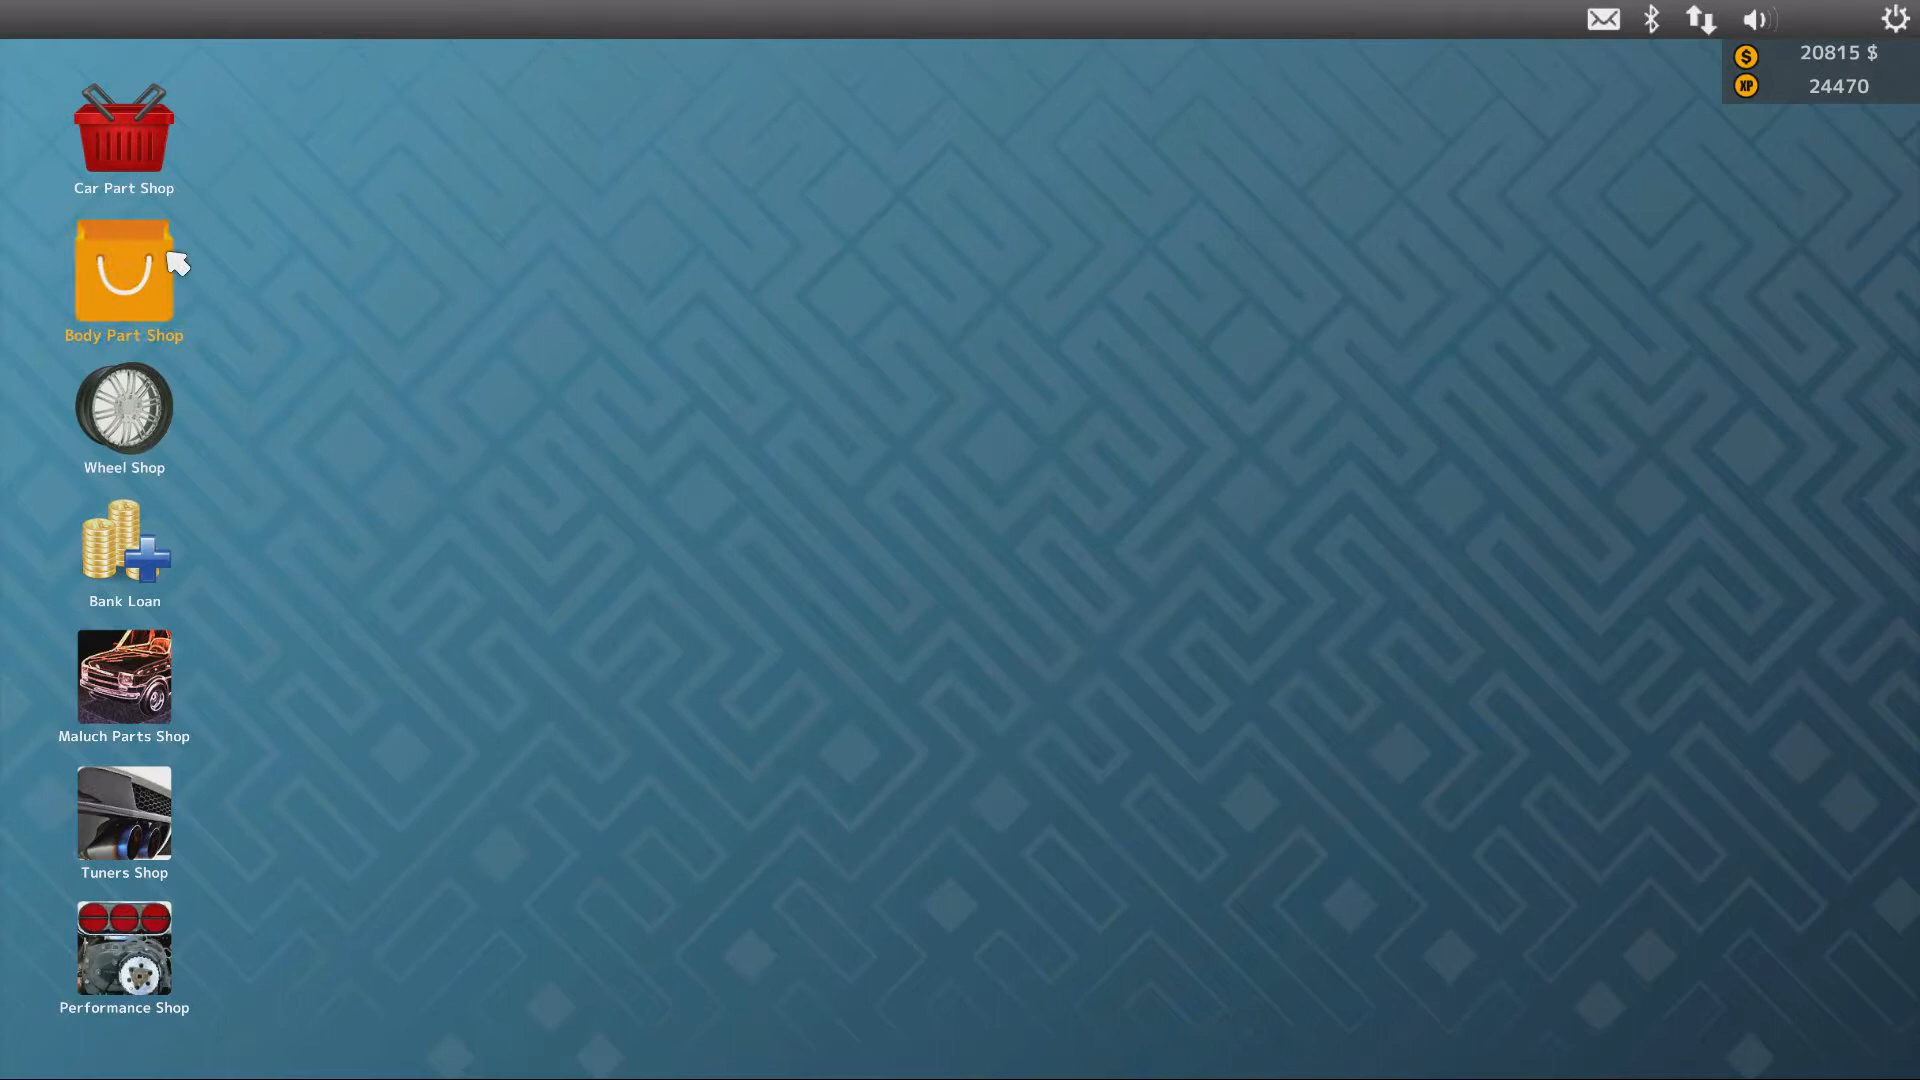 20815 $
XP 24470
Car Part Shop
Body Part Shop
Wheel Shop
Bank Loan
Maluch Parts Shop
Tuners Shop
Performance Shop